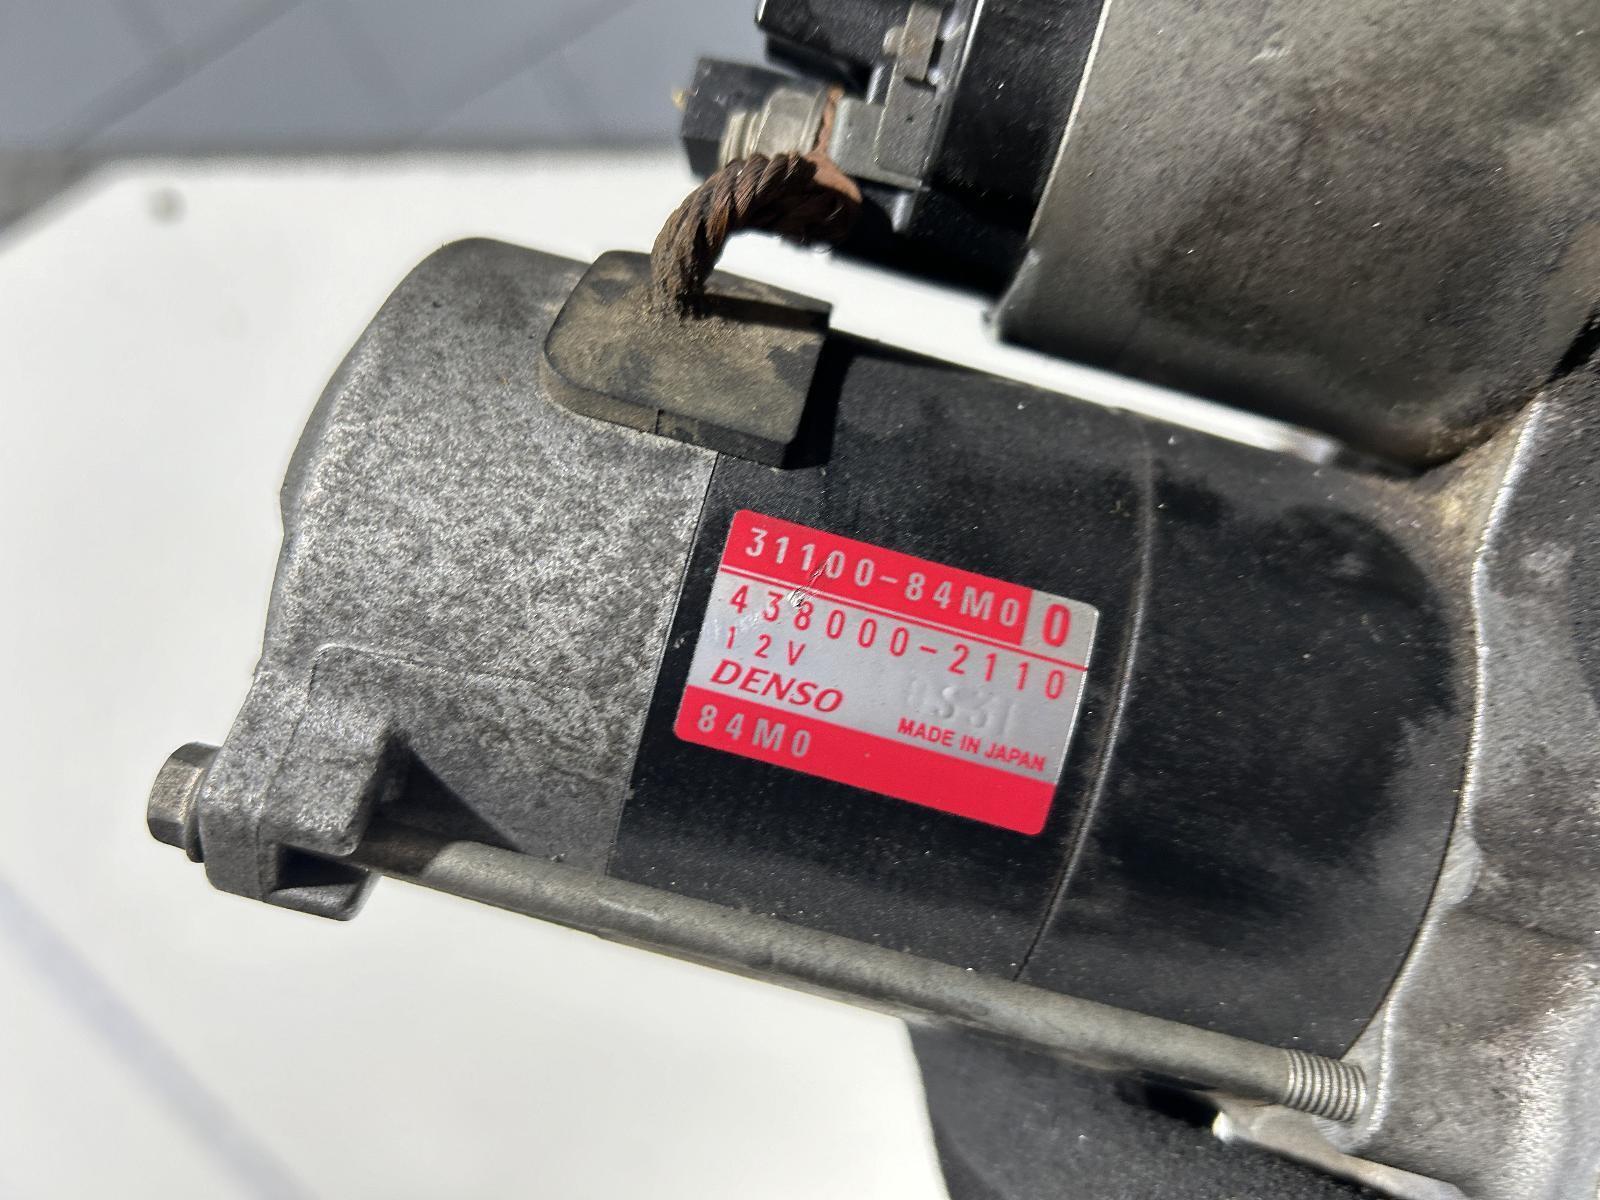 31100-84M0 0
438000-2110
12V
DENSO
MADE IN JAPAN
84M0